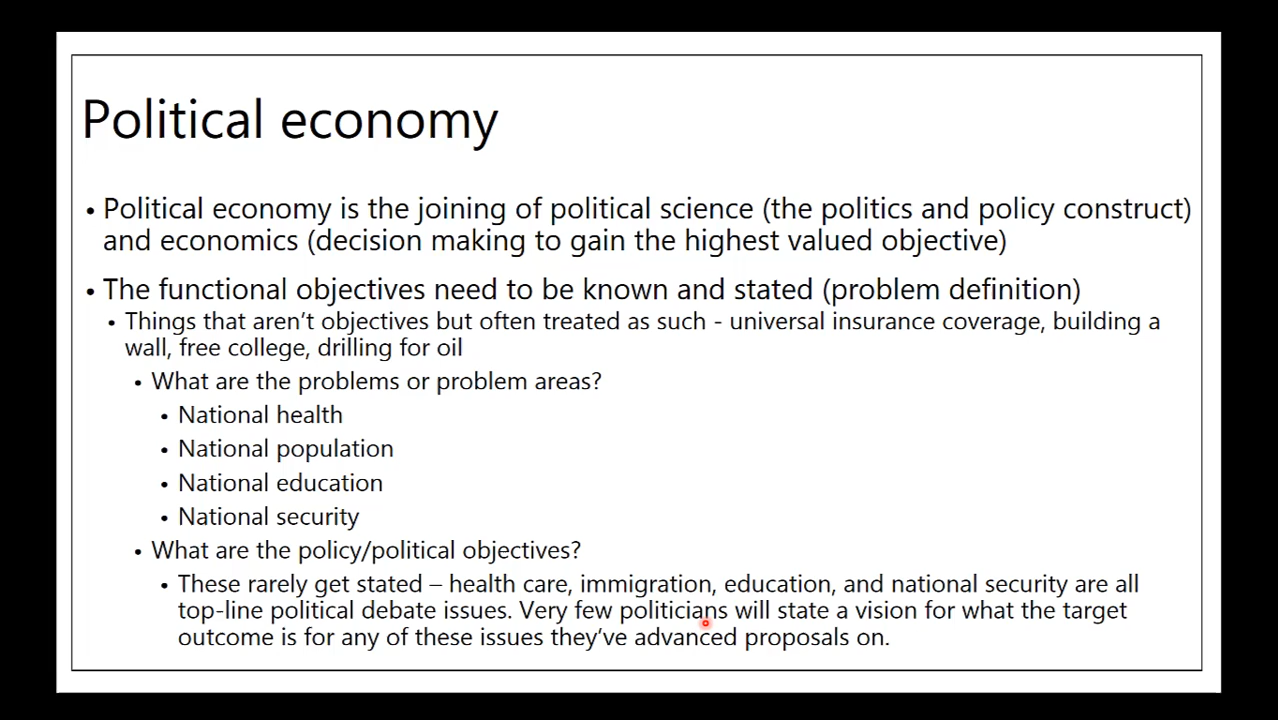 Political economy
• Political economy is the joining of political science (the politics and policy construct)
and economics (decision making to gain the highest valued objective)
• The functional objectives need to be known and stated (problem definition)
• Things that aren’t objectives but often treated as such - universal insurance coverage, building a
wall, free college, drilling for oil
• What are the problems or problem areas?
• National health
• National population
• National education
• National security
• What are the policy/political objectives?
• These rarely get stated – health care, immigration, education, and national security are all
top-line political debate issues. Very few politicians will state a vision for what the target
outcome is for any of these issues they’ve advanced proposals on.